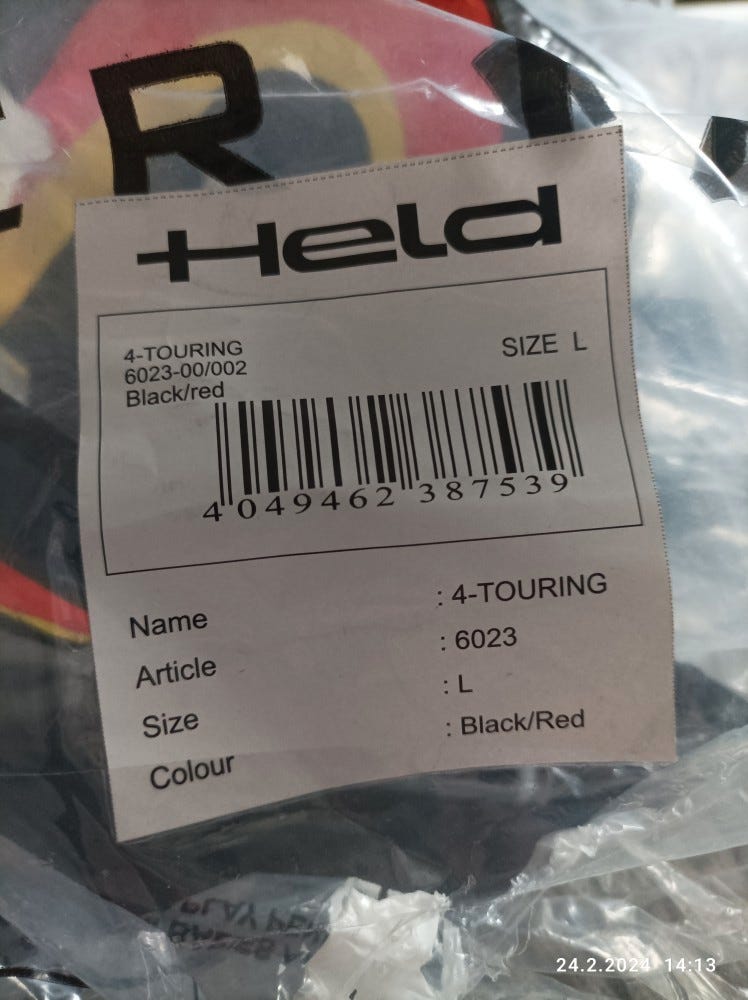 R
Held
4-TOURING
6023-00/002
Black/red
SIZE L
4 049462 387539
Name : 4-TOURING
Article : 6023
Size : L
Colour : Black/Red
24.2.2024 14:13